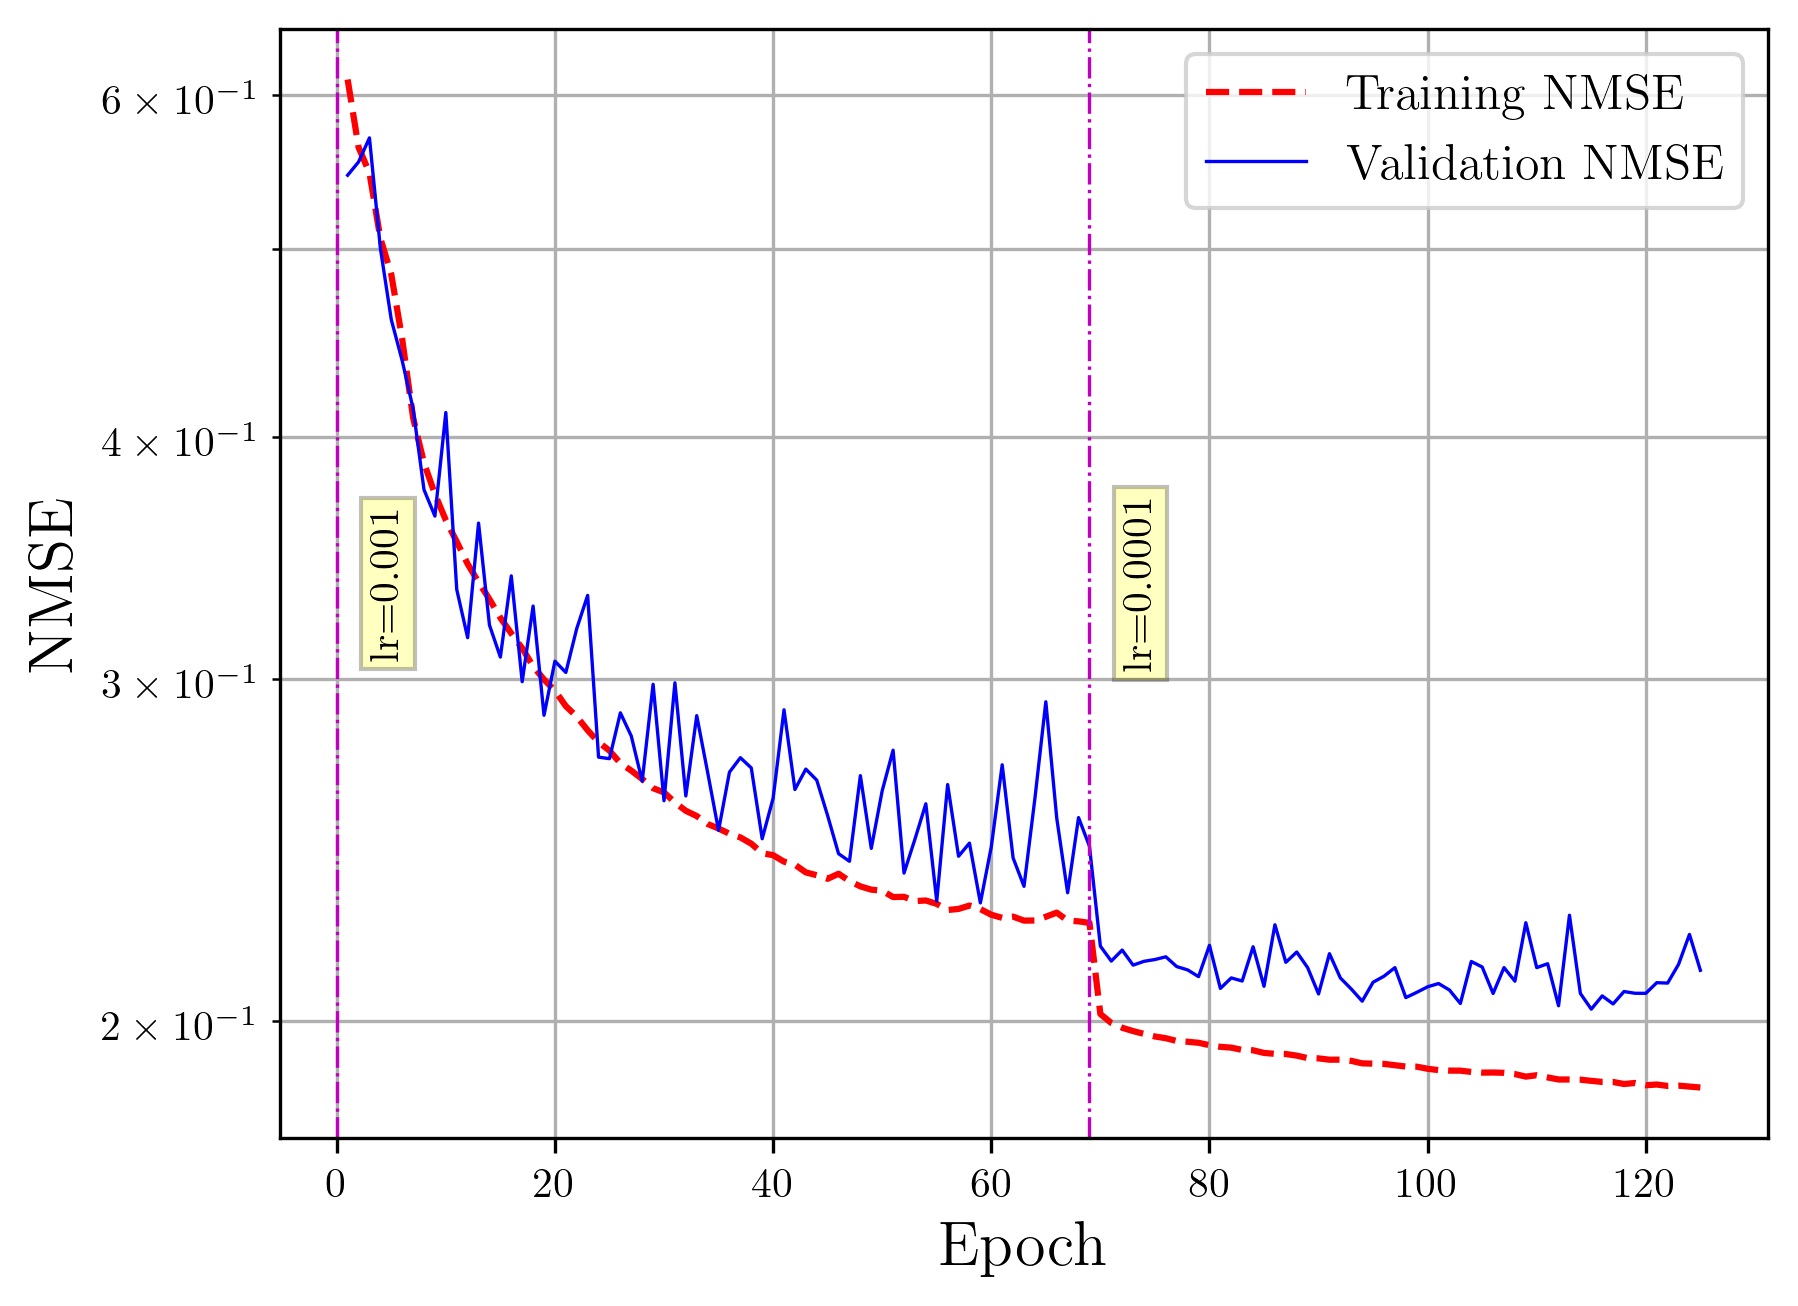 Training NMSE
Validation NMSE
6 × 10⁻¹
4 × 10⁻¹
3 × 10⁻¹
2 × 10⁻¹
NMSE
lr=0.001
lr=0.0001
0 20 40 60 80 100 120
Epoch